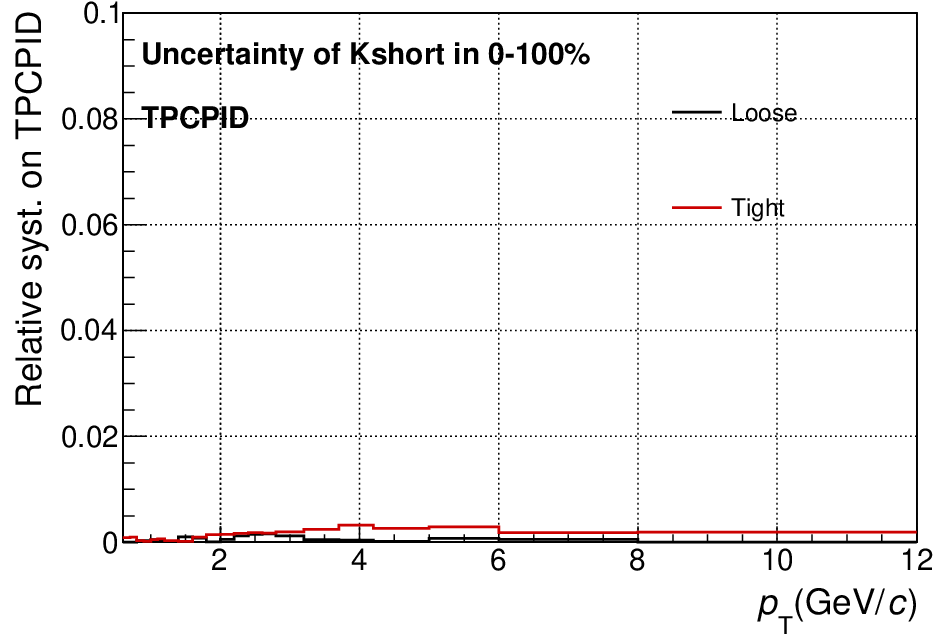 Relative syst. on TPCPID
0.1
0.08
0.06
0.04
0.02
0
Uncertainty of Kshort in 0-100%
TPCPID
Loose
Tight
2
4
6
8
10
12
pT(GeV/c)